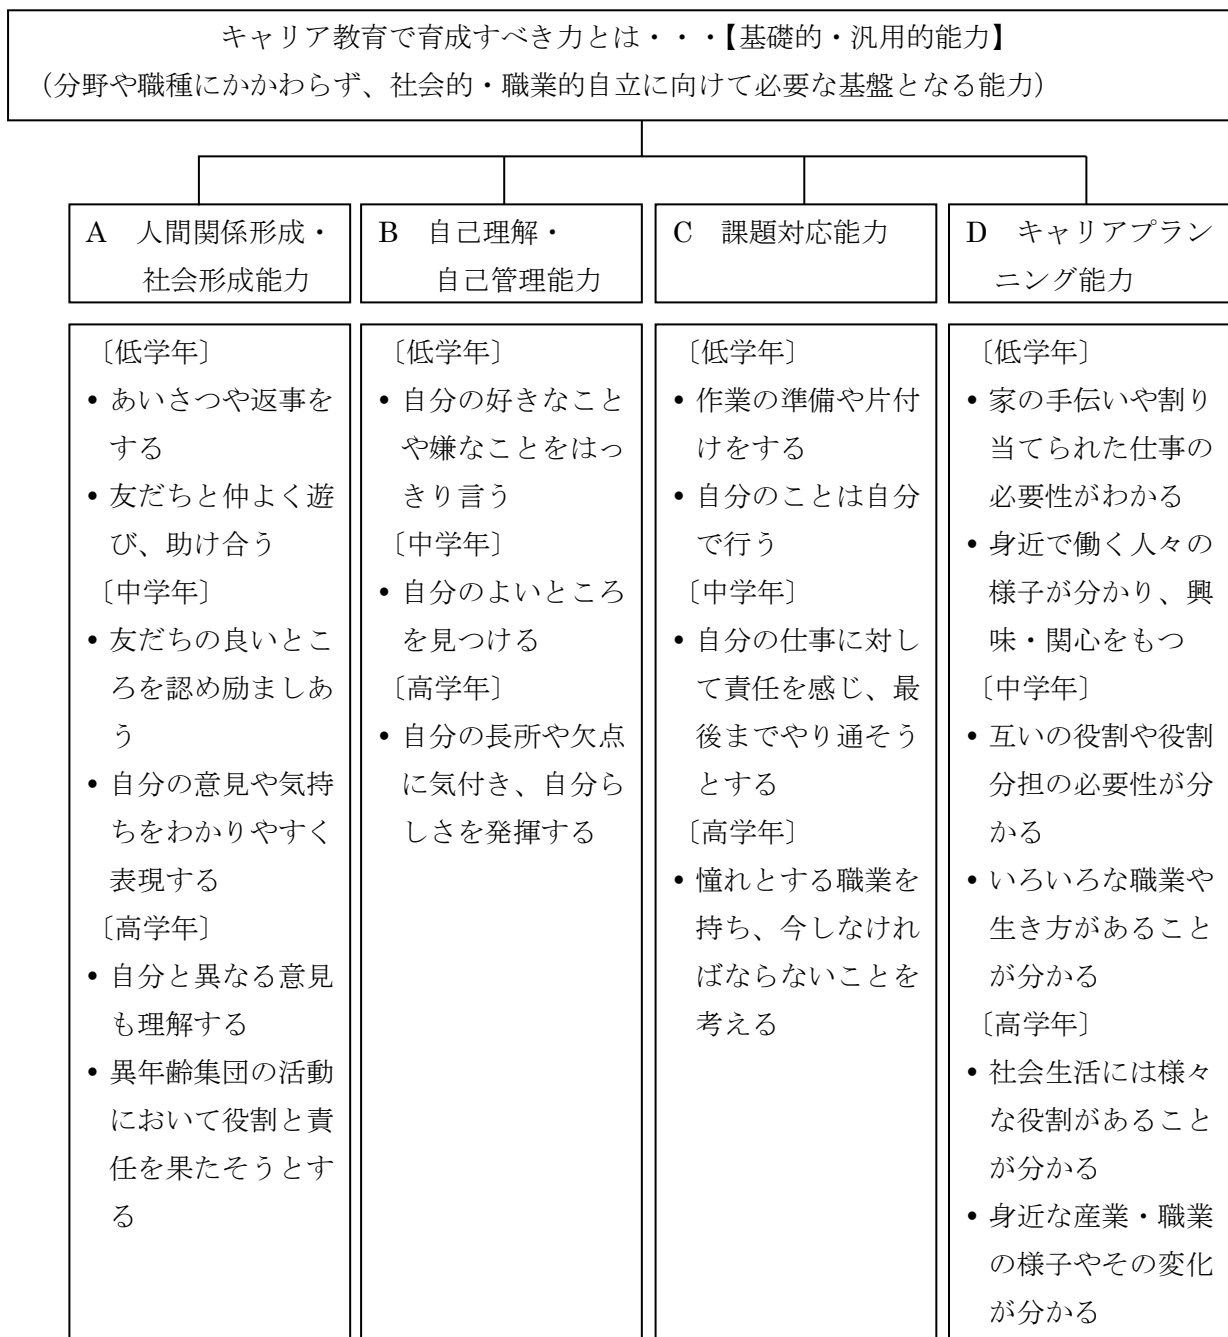 キャリア教育で育成すべき力とは・・・【基礎的・汎用的能力】
(分野や職種にかかわらず、社会的・職業的自立に向けて必要な基盤となる能力)
A 人間関係形成・
社会形成能力
B 自己理解・
自己管理能力
C 課題対応能力
D キャリアプラン
ニング能力
〔低学年〕
• あいさつや返事を
する
• 友だちと仲よく遊
び、助け合う
〔中学年〕
• 友だちの良いとこ
ろを認め励ましあ
う
• 自分の意見や気持
ちをわかりやすく
表現する
〔高学年〕
• 自分と異なる意見
も理解する
• 異年齢集団の活動
において役割と責
任を果たそうとす
る
〔低学年〕
• 自分の好きなこと
や嫌なことをはっ
きり言う
〔中学年〕
• 自分のよいところ
を見つける
〔高学年〕
• 自分の長所や欠点
に気付き、自分ら
しさを発揮する
〔低学年〕
• 作業の準備や片付
けをする
• 自分のことは自分
で行う
〔中学年〕
• 自分の仕事に対し
て責任を感じ、最
後までやり通そう
とする
〔高学年〕
• 憧れとする職業を
持ち、今しなけれ
ばならないことを
考える
〔低学年〕
• 家の手伝いや割り
当てられた仕事の
必要性がわかる
• 身近で働く人々の
様子が分かり、興
味・関心をもつ
〔中学年〕
• 互いの役割や役割
分担の必要性が分
かる
• いろいろな職業や
生き方があること
が分かる
〔高学年〕
• 社会生活には様々
な役割があること
が分かる
• 身近な産業・職業
の様子やその変化
が分かる